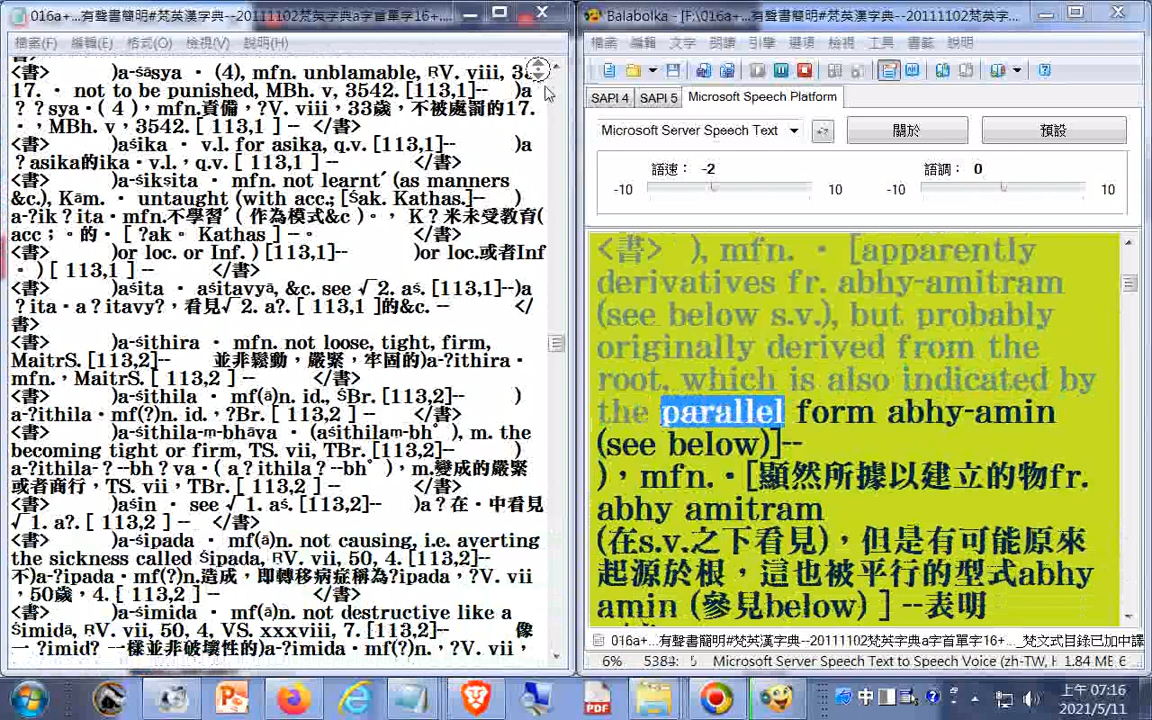 016a+...有聲書簡明#梵英漢字典--20111102梵英字典a字首單字16+...
檔案(F) 編輯(E) 格式(O) 檢視(V) 說明(H)
<書> )a-śāsya • (4), mfn. unblamable, RV. viii, 33
17. • not to be punished, MBh. v, 3542. [113,1] )a
? ? sya • ( 4 ) , mfn.責備 , ?V. viii , 33歲 , 不被處罰的17.
• , MBh. v , 3542. [ 113,1 ] -- </書>
<書> )aśika • v.l. for asika, q.v. [113,1]-- )a
? asika的ika • v.l. , q.v. [ 113,1 ] </書>
<書> )a-śikṣita • mfn. not learnt´ (as manners
&c.), Kām. • untaught (with acc.; [Śak. Kathas.] )
a-?ik ? ita • mfn.不學習´ ( 作為模式&c ) 。 , K ? 米未受教育(
acc ; 。的 • [ ?ak 。 Kathas ] -- 。 </書>
<書> )or loc. or Inf. ) [113,1]-- )or loc.或者Inf
• ) [ 113,1 ] -- </書>
<書> )aśita • aśitavyā, &c. see √ 2. aś. [113,1]--)a
? ita • a ? itavy? , 看見√ 2. a?. [ 113,1 ]的&c. </
書>
<書> )a-śithira • mfn. not loose, tight, firm,
MaitrS. [113,2] 並非鬆動 , 嚴緊 , 牢固的)a-?ithira •
mfn. , MaitrS. [ 113,2 ] </書>
<書> )a-śithila • mf(ā)n. id., ŚBr. [113,2]-- )
a-?ithila • mf(?)n. id. , ?Br. [ 113,2 ] </書>
<書> )a-śithila-m-bhāva • (aśithilam-bh° ), m. the
becoming tight or firm, TS. vii, TBr. [113,2]--
a-?ithila-? --bh ? va • ( a ? ithila ? --bh° ) , m.變成的嚴緊
或者商行 , TS. vii , TBr. [ 113,2 ] -- </書>
<書> )aśin • see √ 1. aś. [113,2]-- )a ? 在 • 中看見
√ 1. a?. [ 113,2 ] -- </書>
<書> )a-śipada • mf(ā)n. not causing, i.e. averting
the sickness called Śipada, RV. vii, 50, 4. [113,2]--
不)a-?ipada • mf(?)n.造成 , 即轉移病症稱為?ipada , ?V. vii
, 50歲 , 4. [ 113,2 ] </書>
<書> )a-śimida • mf(ā)n. not destructive like a
Śimidā, RV. vii, 50, 4, VS. xxxviii, 7. [113,2]-- 像
一 ?imid? 一樣並非破壞性的)a-?imida • mf(?)n. , ?V. vii ,
Balabolka - [F:\016a+...有聲書簡明#梵英漢字典--20111102梵英字...
檔案 編輯 文字 朗讀 引擎 選項 檢視 工具 書籤 說明
SAPI 4 SAPI 5 Microsoft Speech Platform
Microsoft Server Speech Text 關於 預設
語速: -2 語調: 0
-10 10 -10 10
<書> ), mfn. • [apparently
derivatives fr. abhy-amitram
(see below s.v.), but probably
originally derived from the
root. which is also indicated by
the parallel form abhy-amin
(see below)]--
) , mfn. • [顯然所據以建立的物fr.
abhy amitram
(在s.v.之下看見) , 但是有可能原來
起源於根 , 這也被平行的型式abhy
amin (參見below) ] --表明
016a+...有聲書簡明#梵英漢字典--20111102梵英字典a字首單字16+..._梵文式目錄已加中譯
6% 5384: 5 Microsoft Server Speech Text to Speech Voice (zh-TW, H 1.84 MB
中
上午 07:16
2021/5/11